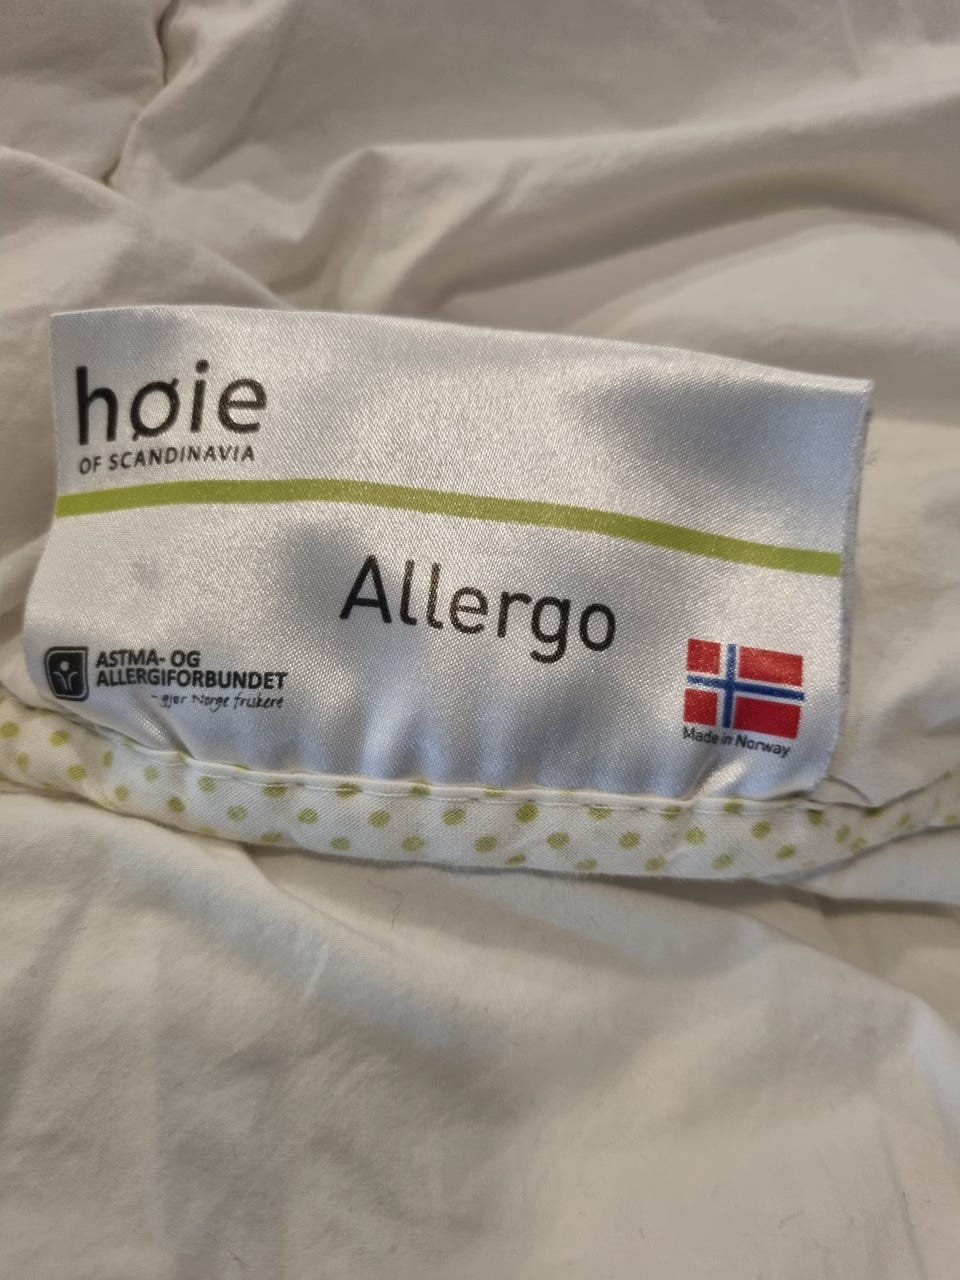 høie
OF SCANDINAVIA
Allergo
ASTMA- OG
ALLERGIFORBUNDET
- gjør Norge friskere
Made in Norway